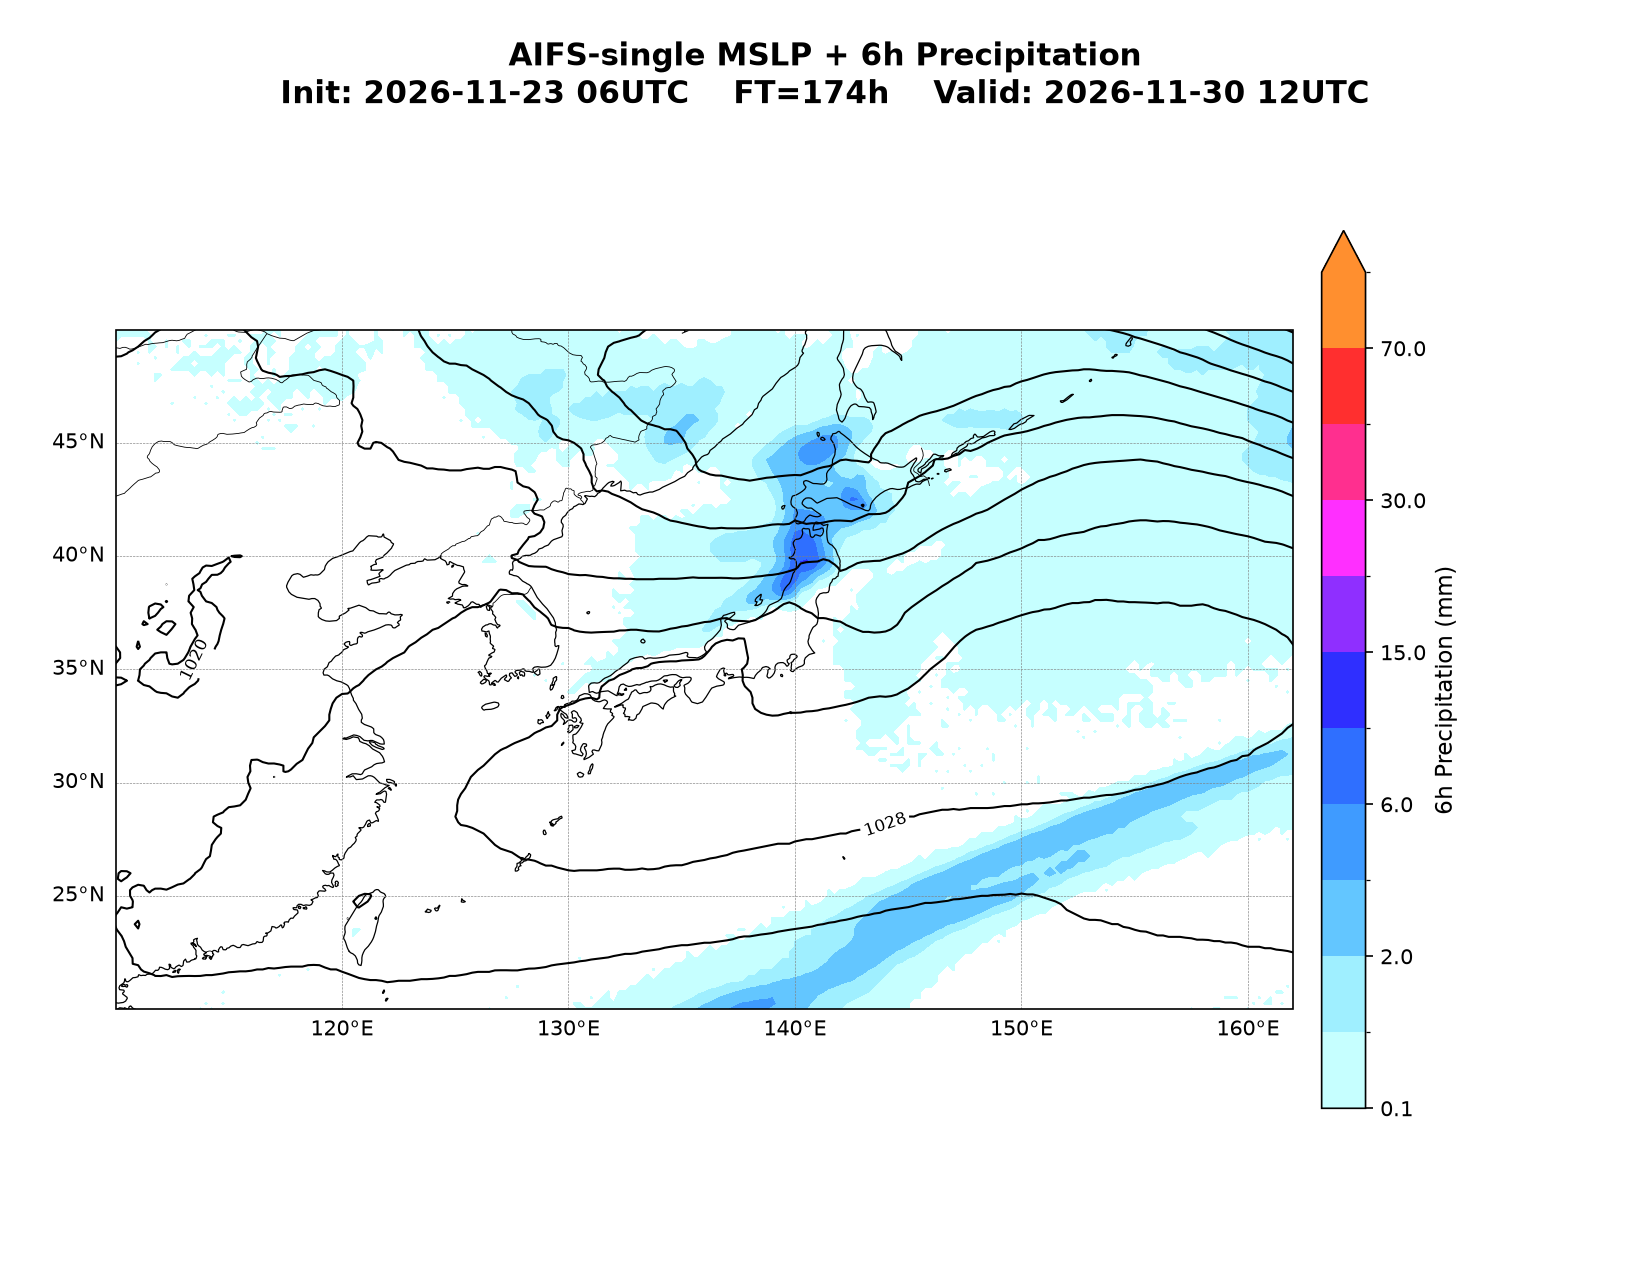 AIFS-single MSLP + 6h Precipitation
Init: 2026-11-23 06UTC    FT=174h    Valid: 2026-11-30 12UTC
70.0
30.0
15.0
6.0
2.0
0.1
6h Precipitation (mm)
45°N
40°N
35°N
30°N
25°N
1020
1028
120°E
130°E
140°E
150°E
160°E